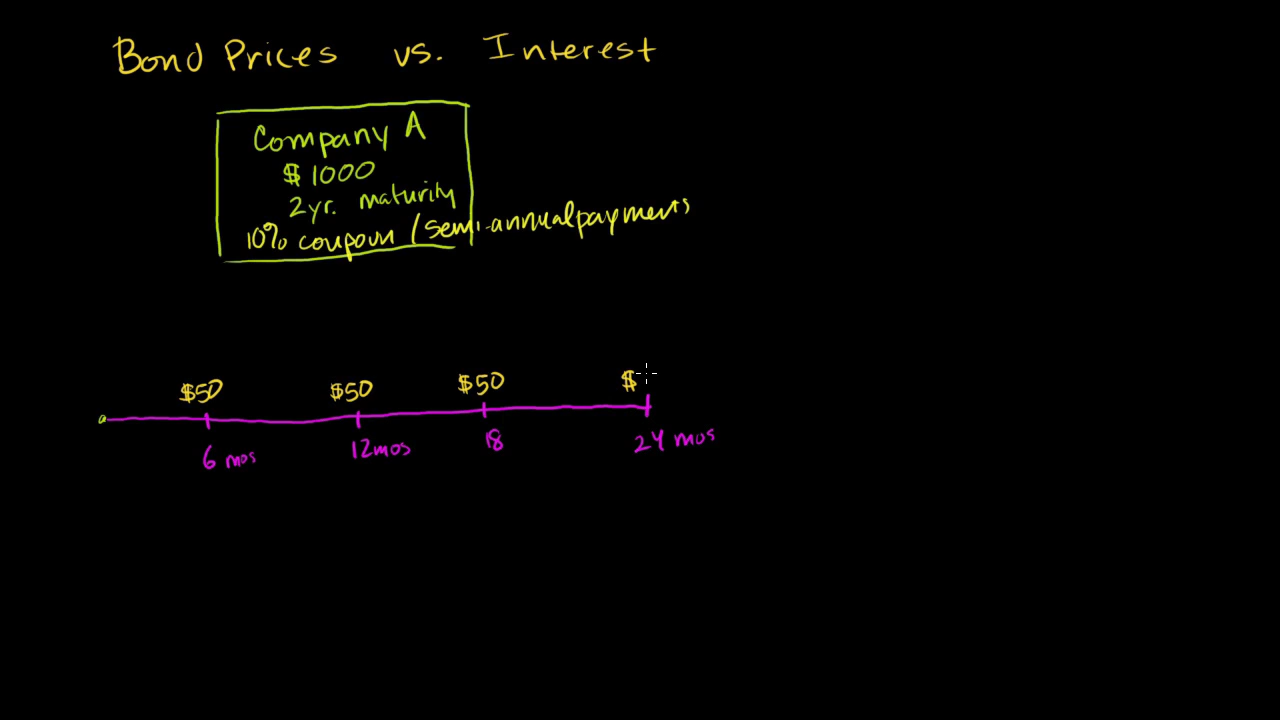 Bond Prices vs. Interest
Company A
$1000
2yr. maturity
10% coupoun / semi-annual payments
$50 $50 $50 $
6 mos 12mos 18 24 mos